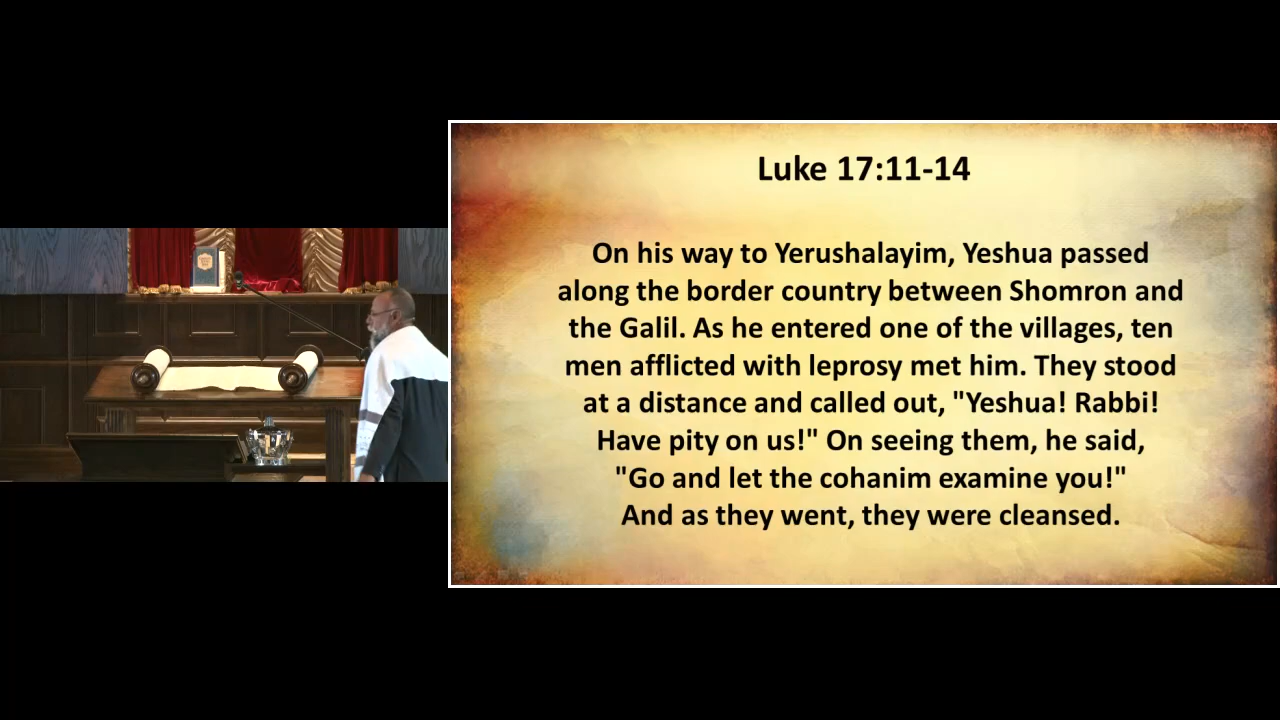 Luke 17:11-14
On his way to Yerushalayim, Yeshua passed
along the border country between Shomron and
the Galil. As he entered one of the villages, ten
men afflicted with leprosy met him. They stood
at a distance and called out, "Yeshua! Rabbi!
Have pity on us!" On seeing them, he said,
"Go and let the cohanim examine you!"
And as they went, they were cleansed.